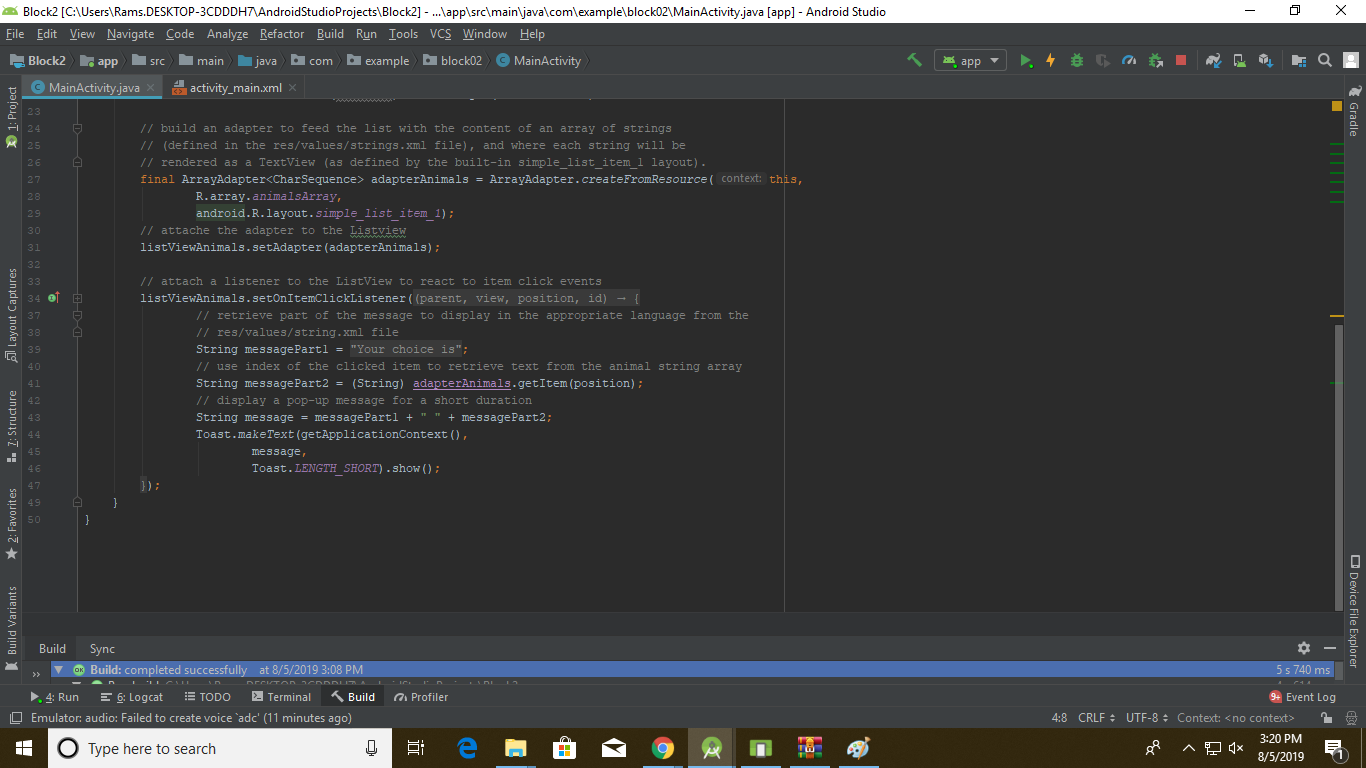 Block2 [C:\Users\Rams.DESKTOP-3CDDDH7\AndroidStudioProjects\Block2] - ...\app\src\main\java\com\example\block02\MainActivity.java [app] - Android Studio
File Edit View Navigate Code Analyze Refactor Build Run Tools VCS Window Help
Block2 app src main java com example block02 MainActivity app
MainActivity.java activity_main.xml
23
24 // build an adapter to feed the list with the content of an array of strings
25 // (defined in the res/values/strings.xml file), and where each string will be
26 // rendered as a TextView (as defined by the built-in simple_list_item_1 layout).
27 final ArrayAdapter<CharSequence> adapterAnimals = ArrayAdapter.createFromResource( context: this,
28 R.array.animalsArray,
29 android.R.layout.simple_list_item_1);
30 // attache the adapter to the Listview
31 listViewAnimals.setAdapter(adapterAnimals);
32
33 // attach a listener to the ListView to react to item click events
34 listViewAnimals.setOnItemClickListener((parent, view, position, id) → {
37 // retrieve part of the message to display in the appropriate language from the
38 // res/values/string.xml file
39 String messagePart1 = "Your choice is";
40 // use index of the clicked item to retrieve text from the animal string array
41 String messagePart2 = (String) adapterAnimals.getItem(position);
42 // display a pop-up message for a short duration
43 String message = messagePart1 + " " + messagePart2;
44 Toast.makeText(getApplicationContext(),
45 message,
46 Toast.LENGTH_SHORT).show();
47 });
49 }
50 }
1: Project
Layout Captures
7: Structure
2: Favorites
Build Variants
Gradle
Device File Explorer
Build Sync
Build: completed successfully at 8/5/2019 3:08 PM 5 s 740 ms
4: Run 6: Logcat TODO Terminal Build Profiler 9+ Event Log
Emulator: audio: Failed to create voice `adc' (11 minutes ago) 4:8 CRLF UTF-8 Context: <no context>
Type here to search
3:20 PM
8/5/2019
1